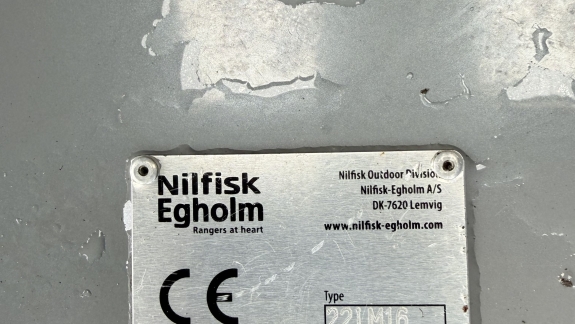 Nilfisk
Egholm
Rangers at heart
Nilfisk Outdoor Division
Nilfisk-Egholm A/S
DK-7620 Lemvig
www.nilfisk-egholm.com
CE
Type